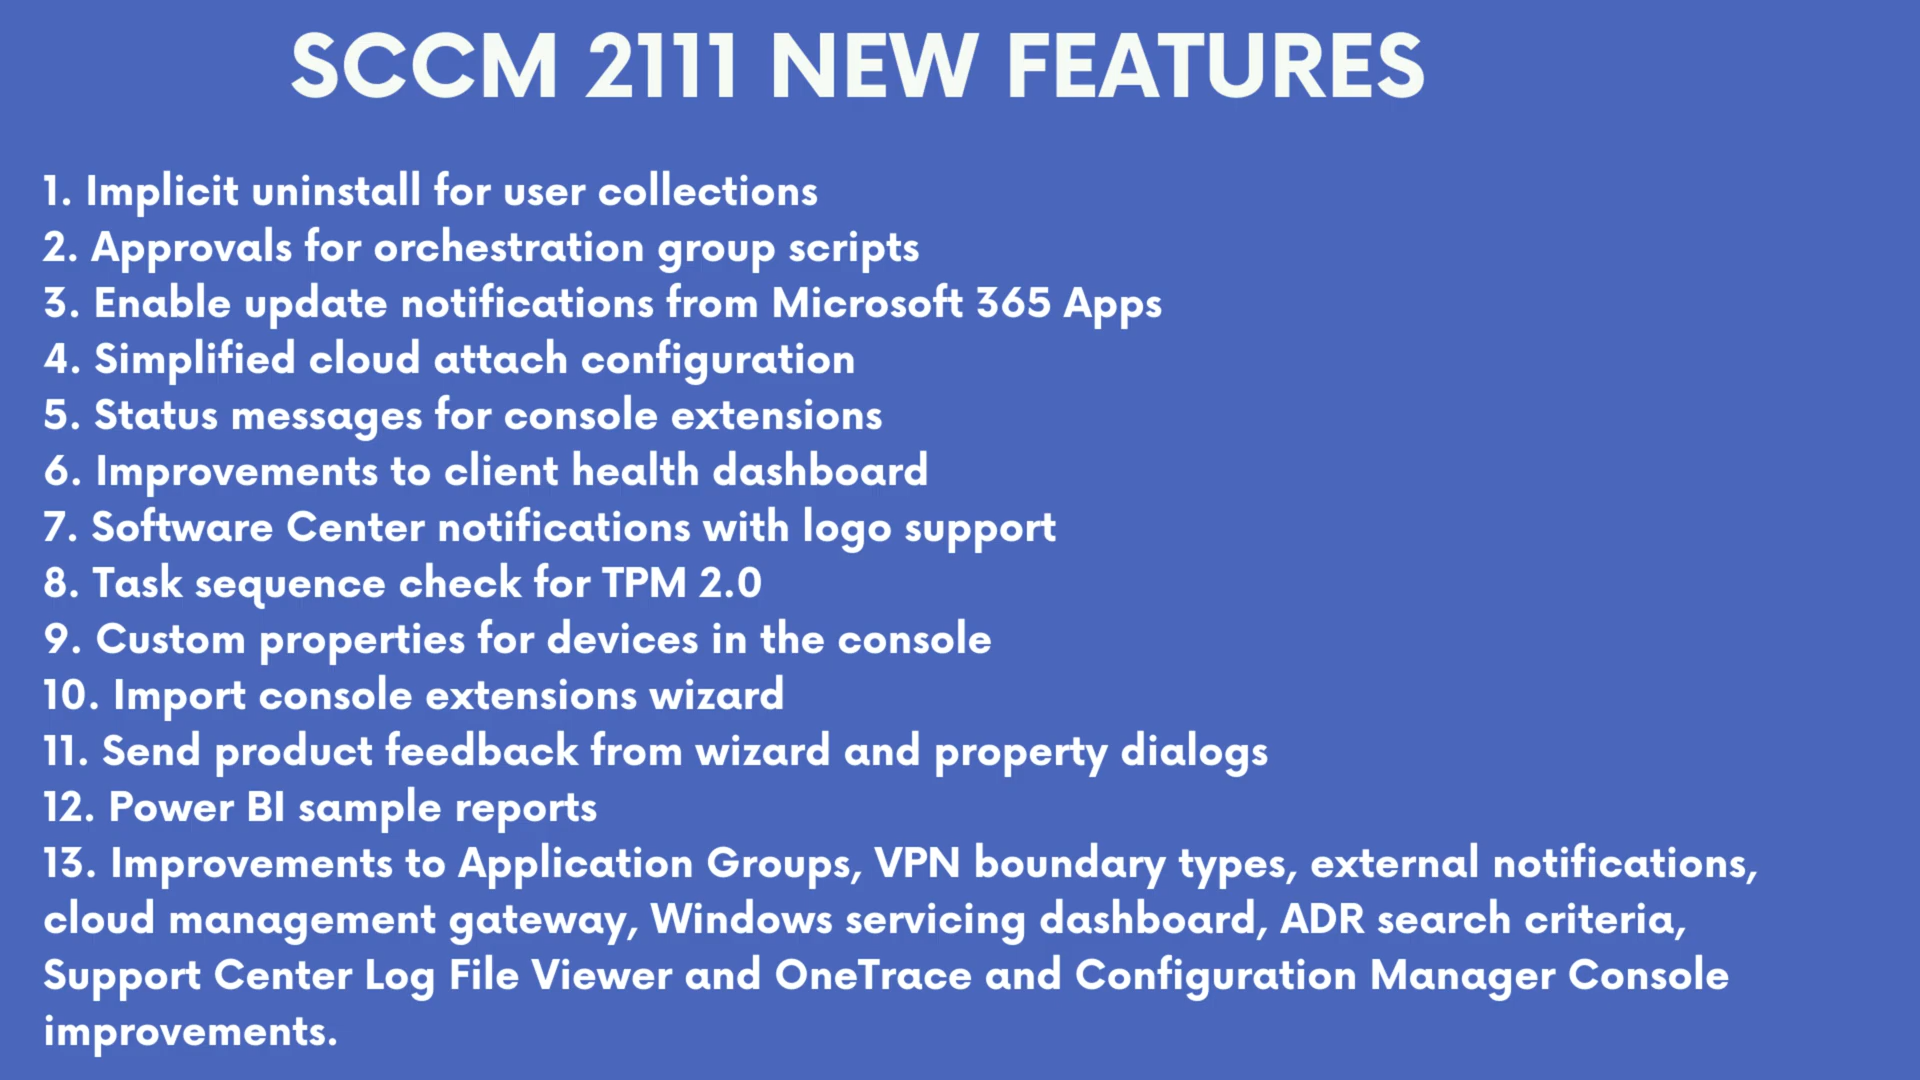 SCCM 2111 NEW FEATURES
1. Implicit uninstall for user collections
2. Approvals for orchestration group scripts
3. Enable update notifications from Microsoft 365 Apps
4. Simplified cloud attach configuration
5. Status messages for console extensions
6. Improvements to client health dashboard
7. Software Center notifications with logo support
8. Task sequence check for TPM 2.0
9. Custom properties for devices in the console
10. Import console extensions wizard
11. Send product feedback from wizard and property dialogs
12. Power BI sample reports
13. Improvements to Application Groups, VPN boundary types, external notifications,
cloud management gateway, Windows servicing dashboard, ADR search criteria,
Support Center Log File Viewer and OneTrace and Configuration Manager Console
improvements.